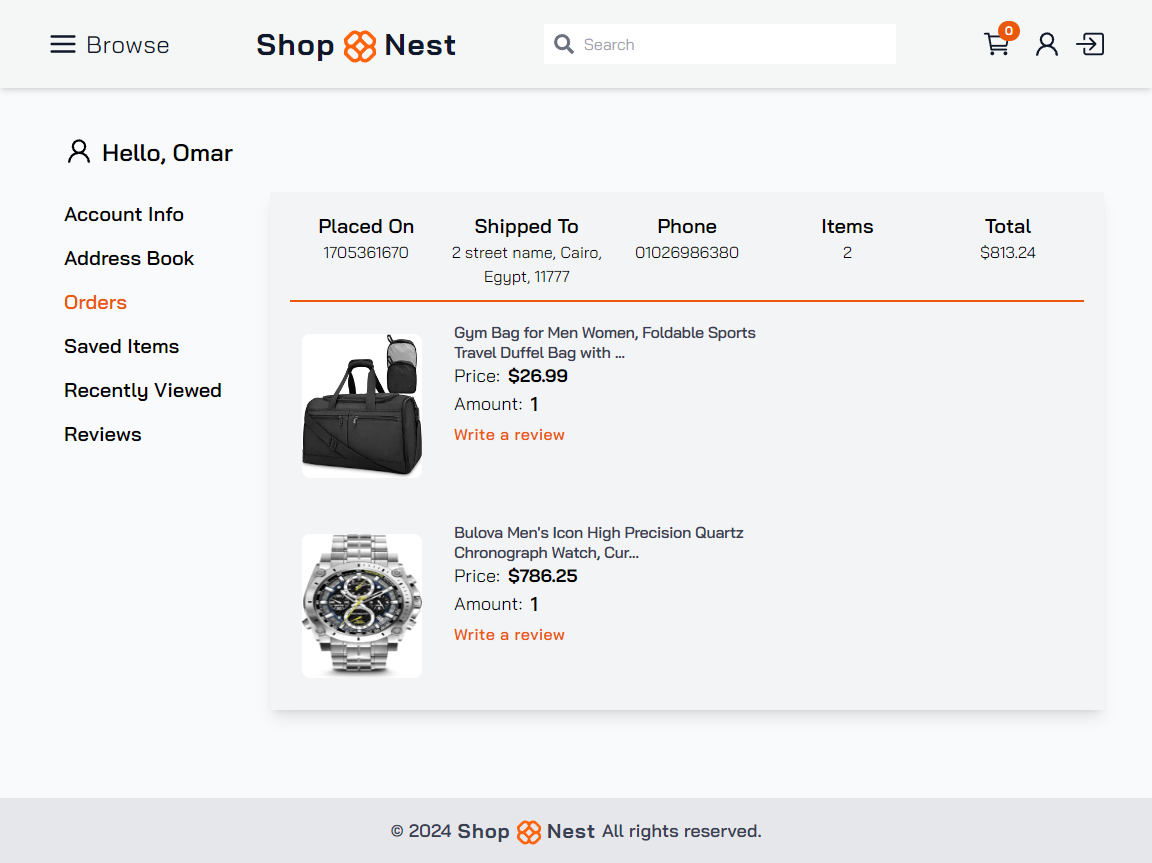 Browse
Shop Nest
Search
0
Hello, Omar
Account Info
Address Book
Orders
Saved Items
Recently Viewed
Reviews
Placed On
1705361670
Shipped To
2 street name, Cairo,
Egypt, 11777
Phone
01026986380
Items
2
Total
$813.24
Gym Bag for Men Women, Foldable Sports
Travel Duffel Bag with ...
Price: $26.99
Amount: 1
Write a review
Bulova Men's Icon High Precision Quartz
Chronograph Watch, Cur...
Price: $786.25
Amount: 1
Write a review
© 2024 Shop Nest All rights reserved.